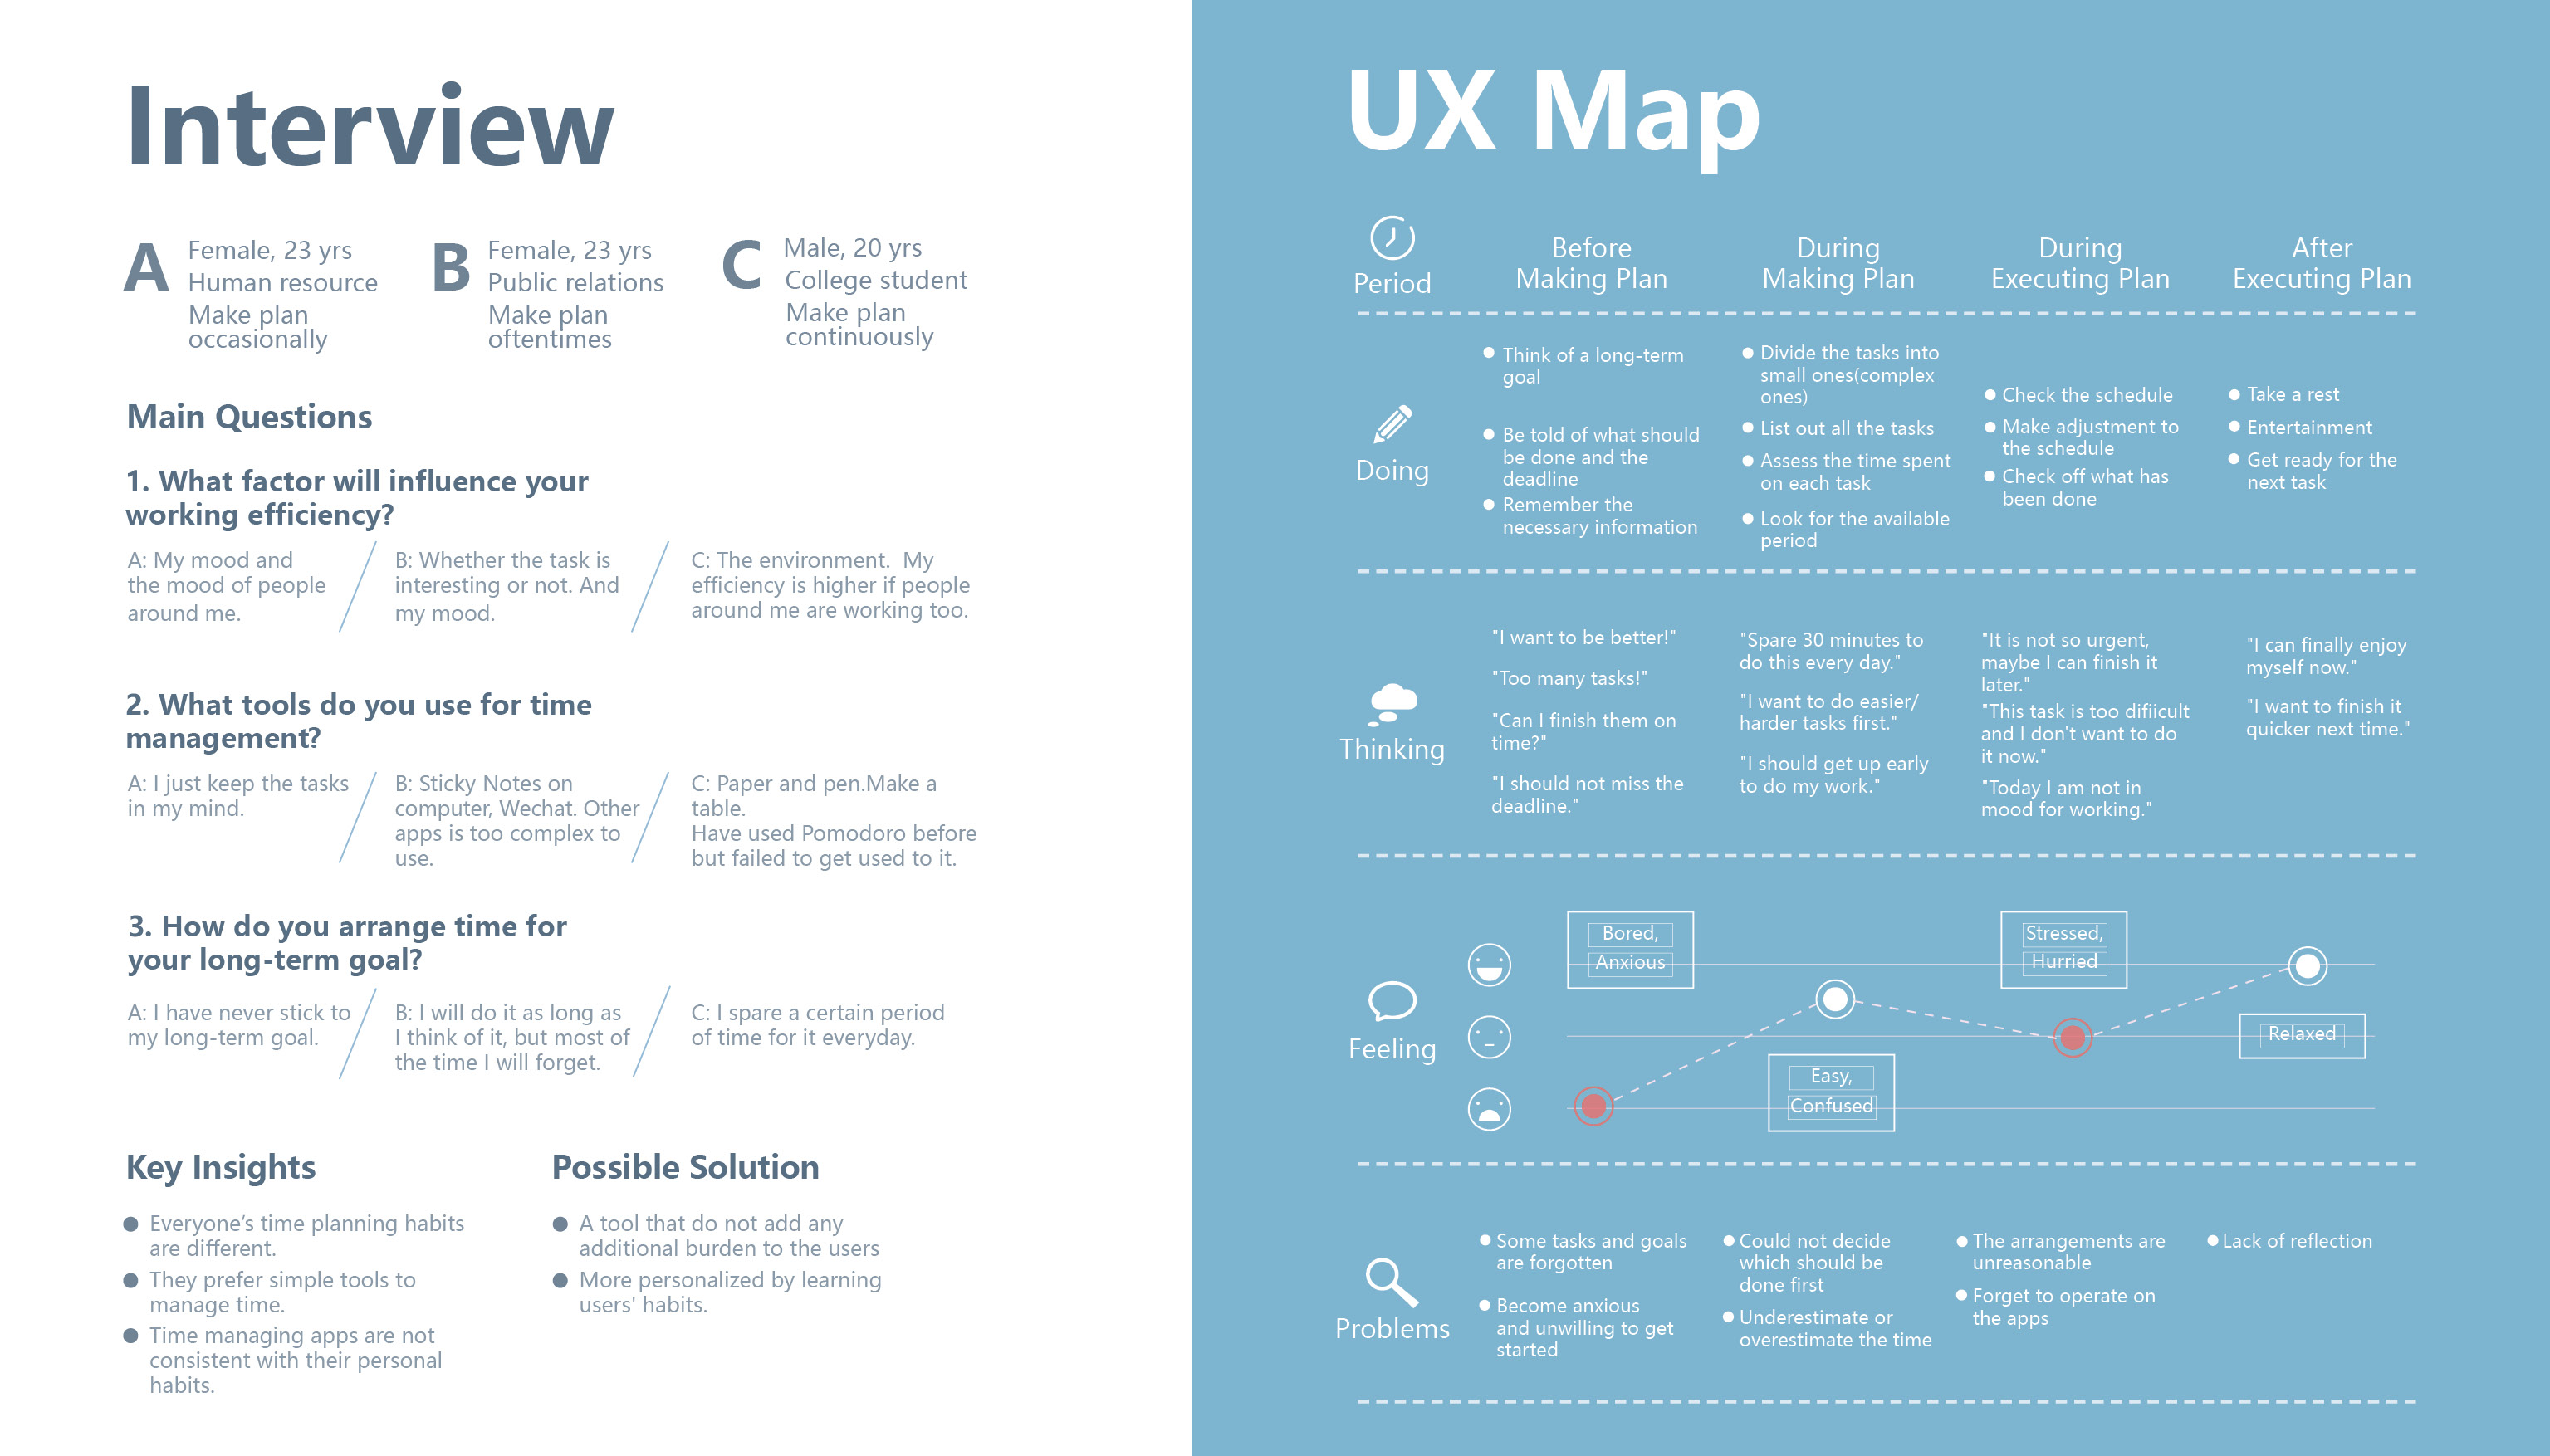 Interview
A
Female, 23 yrs
Human resource
Make plan
occasionally
B
Female, 23 yrs
Public relations
Make plan
oftentimes
C
Male, 20 yrs
College student
Make plan
continuously
Main Questions
1. What factor will influence your
working efficiency?
A: My mood and
the mood of people
around me.
B: Whether the task is
interesting or not. And
my mood.
C: The environment.  My
efficiency is higher if people
around me are working too.
2. What tools do you use for time
management?
A: I just keep the tasks
in my mind.
B: Sticky Notes on
computer, Wechat. Other
apps is too complex to
use.
C: Paper and pen.Make a
table.
Have used Pomodoro before
but failed to get used to it.
3. How do you arrange time for
your long-term goal?
A: I have never stick to
my long-term goal.
B: I will do it as long as
I think of it, but most of
the time I will forget.
C: I spare a certain period
of time for it everyday.
Key Insights
Everyone’s time planning habits
are different.
They prefer simple tools to
manage time.
Time managing apps are not
consistent with their personal
habits.
Possible Solution
A tool that do not add any
additional burden to the users
More personalized by learning
users' habits.
UX Map
Period
Before
Making Plan
During
Making Plan
During
Executing Plan
After
Executing Plan
Doing
Think of a long-term
goal
Be told of what should
be done and the
deadline
Remember the
necessary information
Divide the tasks into
small ones(complex
ones)
List out all the tasks
Assess the time spent
on each task
Look for the available
period
Check the schedule
Make adjustment to
the schedule
Check off what has
been done
Take a rest
Entertainment
Get ready for the
next task
Thinking
"I want to be better!"
"Too many tasks!"
"Can I finish them on
time?"
"I should not miss the
deadline."
"Spare 30 minutes to
do this every day."
"I want to do easier/
harder tasks first."
"I should get up early
to do my work."
"It is not so urgent,
maybe I can finish it
later."
"This task is too difiicult
and I don't want to do
it now."
"Today I am not in
mood for working."
"I can finally enjoy
myself now."
"I want to finish it
quicker next time."
Feeling
Bored,
Anxious
Easy,
Confused
Stressed,
Hurried
Relaxed
Problems
Some tasks and goals
are forgotten
Become anxious
and unwilling to get
started
Could not decide
which should be
done first
Underestimate or
overestimate the time
The arrangements are
unreasonable
Forget to operate on
the apps
Lack of reflection